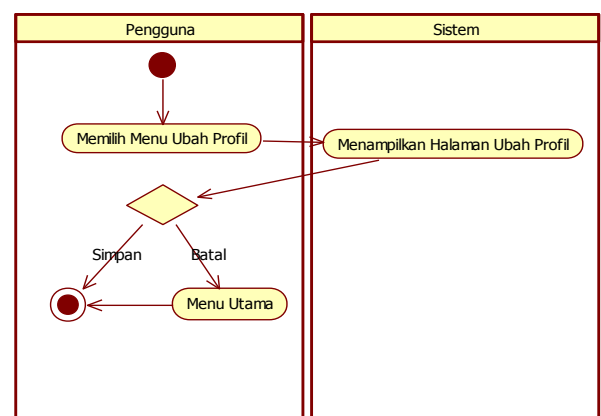 Pengguna
Sistem
Memilih Menu Ubah Profil
Menampilkan Halaman Ubah Profil
Simpan
Batal
Menu Utama